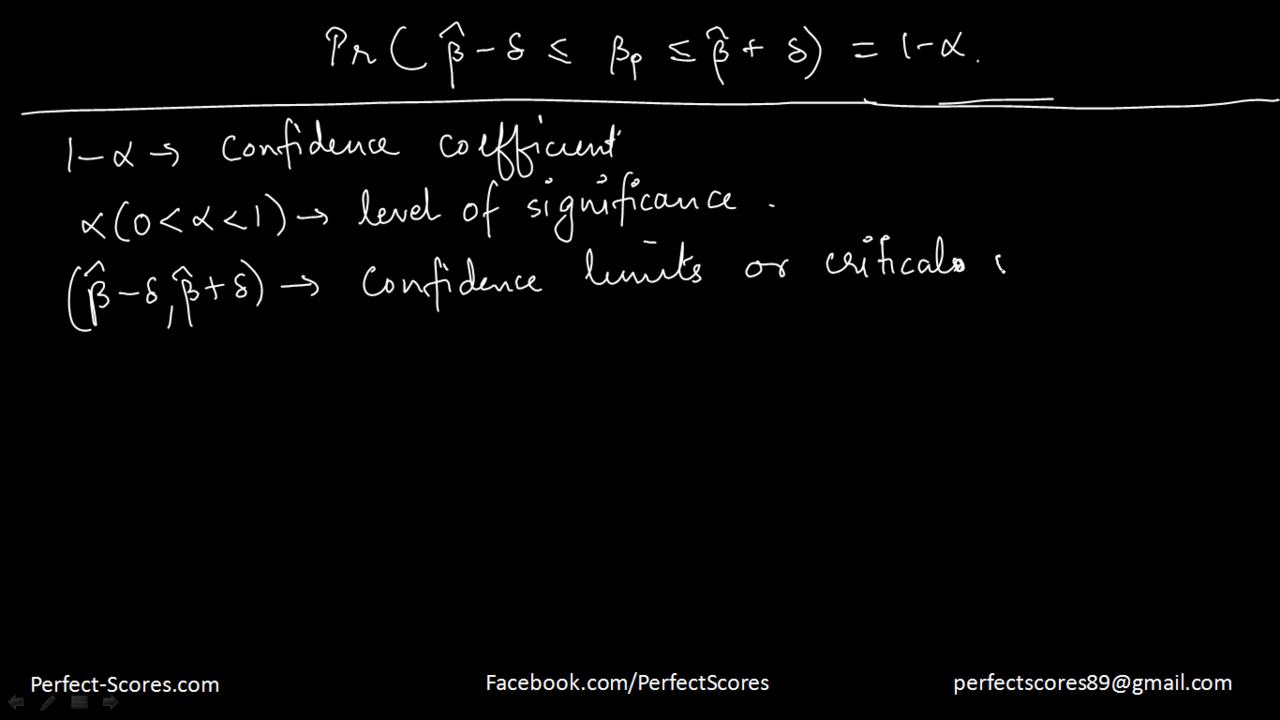 Pr( β̂ - δ ≤ βp ≤ β̂ + δ) = 1-α.
1-α → confidence coefficient
α(0<α<1) → level of significance.
(β̂-δ, β̂+δ) → confidence limits or criticals
Perfect-Scores.com
Facebook.com/PerfectScores
perfectscores89@gmail.com